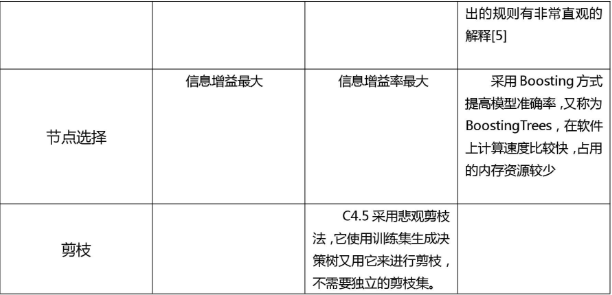 出的规则有非常直观的
解释[5]
节点选择
信息增益最大
信息增益率最大
采用 Boosting 方式
提高模型准确率,又称为
BoostingTrees，在软件
上计算速度比较快 ,占用
的内存资源较少
剪枝
C4.5 采用悲观剪枝
法 ,它使用训练集生成决
策树又用它来进行剪枝，
不需要独立的剪枝集。